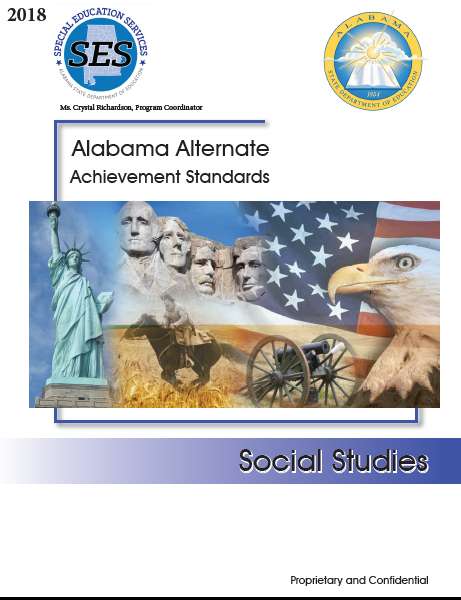 2018
SPECIAL EDUCATION SERVICES
SES
ALABAMA STATE DEPARTMENT OF EDUCATION
Ms. Crystal Richardson, Program Coordinator
ALABAMA
1854
STATE DEPARTMENT OF EDUCATION
Alabama Alternate
Achievement Standards
Social Studies
Proprietary and Confidential